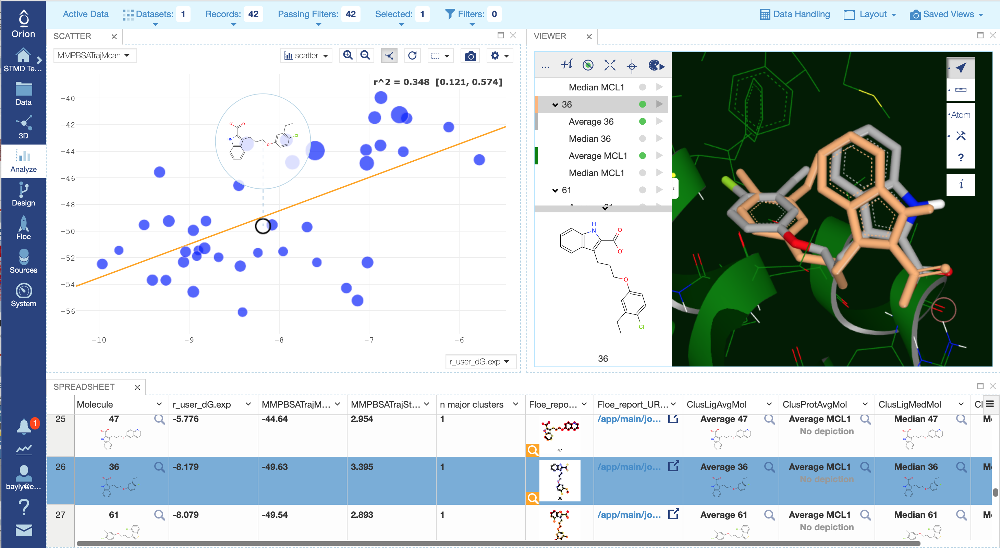 Orion
STMD Te...
Data
3D
Analyze
Design
Floe
Sources
System
1
bayly@e...
?
Active Data
Datasets: 1
Records: 42
Passing Filters: 42
Selected: 1
Filters: 0
Data Handling
Layout
Saved Views
SCATTER
MMPBSATrajMean
scatter
r^2 = 0.348 [0.121, 0.574]
−40
−42
−44
−46
−48
−50
−52
−54
−56
−10
−9
−8
−7
−6
O-
O
HN
O
Cl
r_user_dG.exp
VIEWER
... +i
Median MCL1
36
Average 36
Median 36
Average MCL1
Median MCL1
61
H
N
O
O-
O
Cl
36
Atom
?
i
SPREADSHEET
Molecule r_user_dG.exp MMPBSATrajM... MMPBSATrajSt... n major clusters Floe_repo... Floe_report_UR... ClusLigAvgMol ClusProtAvgMol ClusLigMedMol Cl
25 47 -5.776 -44.64 2.954 1 /app/main/jo... Average 47 Average MCL1 Median 47
No depiction
47
26 36 -8.179 -49.63 3.395 1 /app/main/jo... Average 36 Average MCL1 Median 36
No depiction
36
27 61 -8.079 -49.54 2.893 1 /app/main/jo... Average 61 Average MCL1 Median 61
No depiction